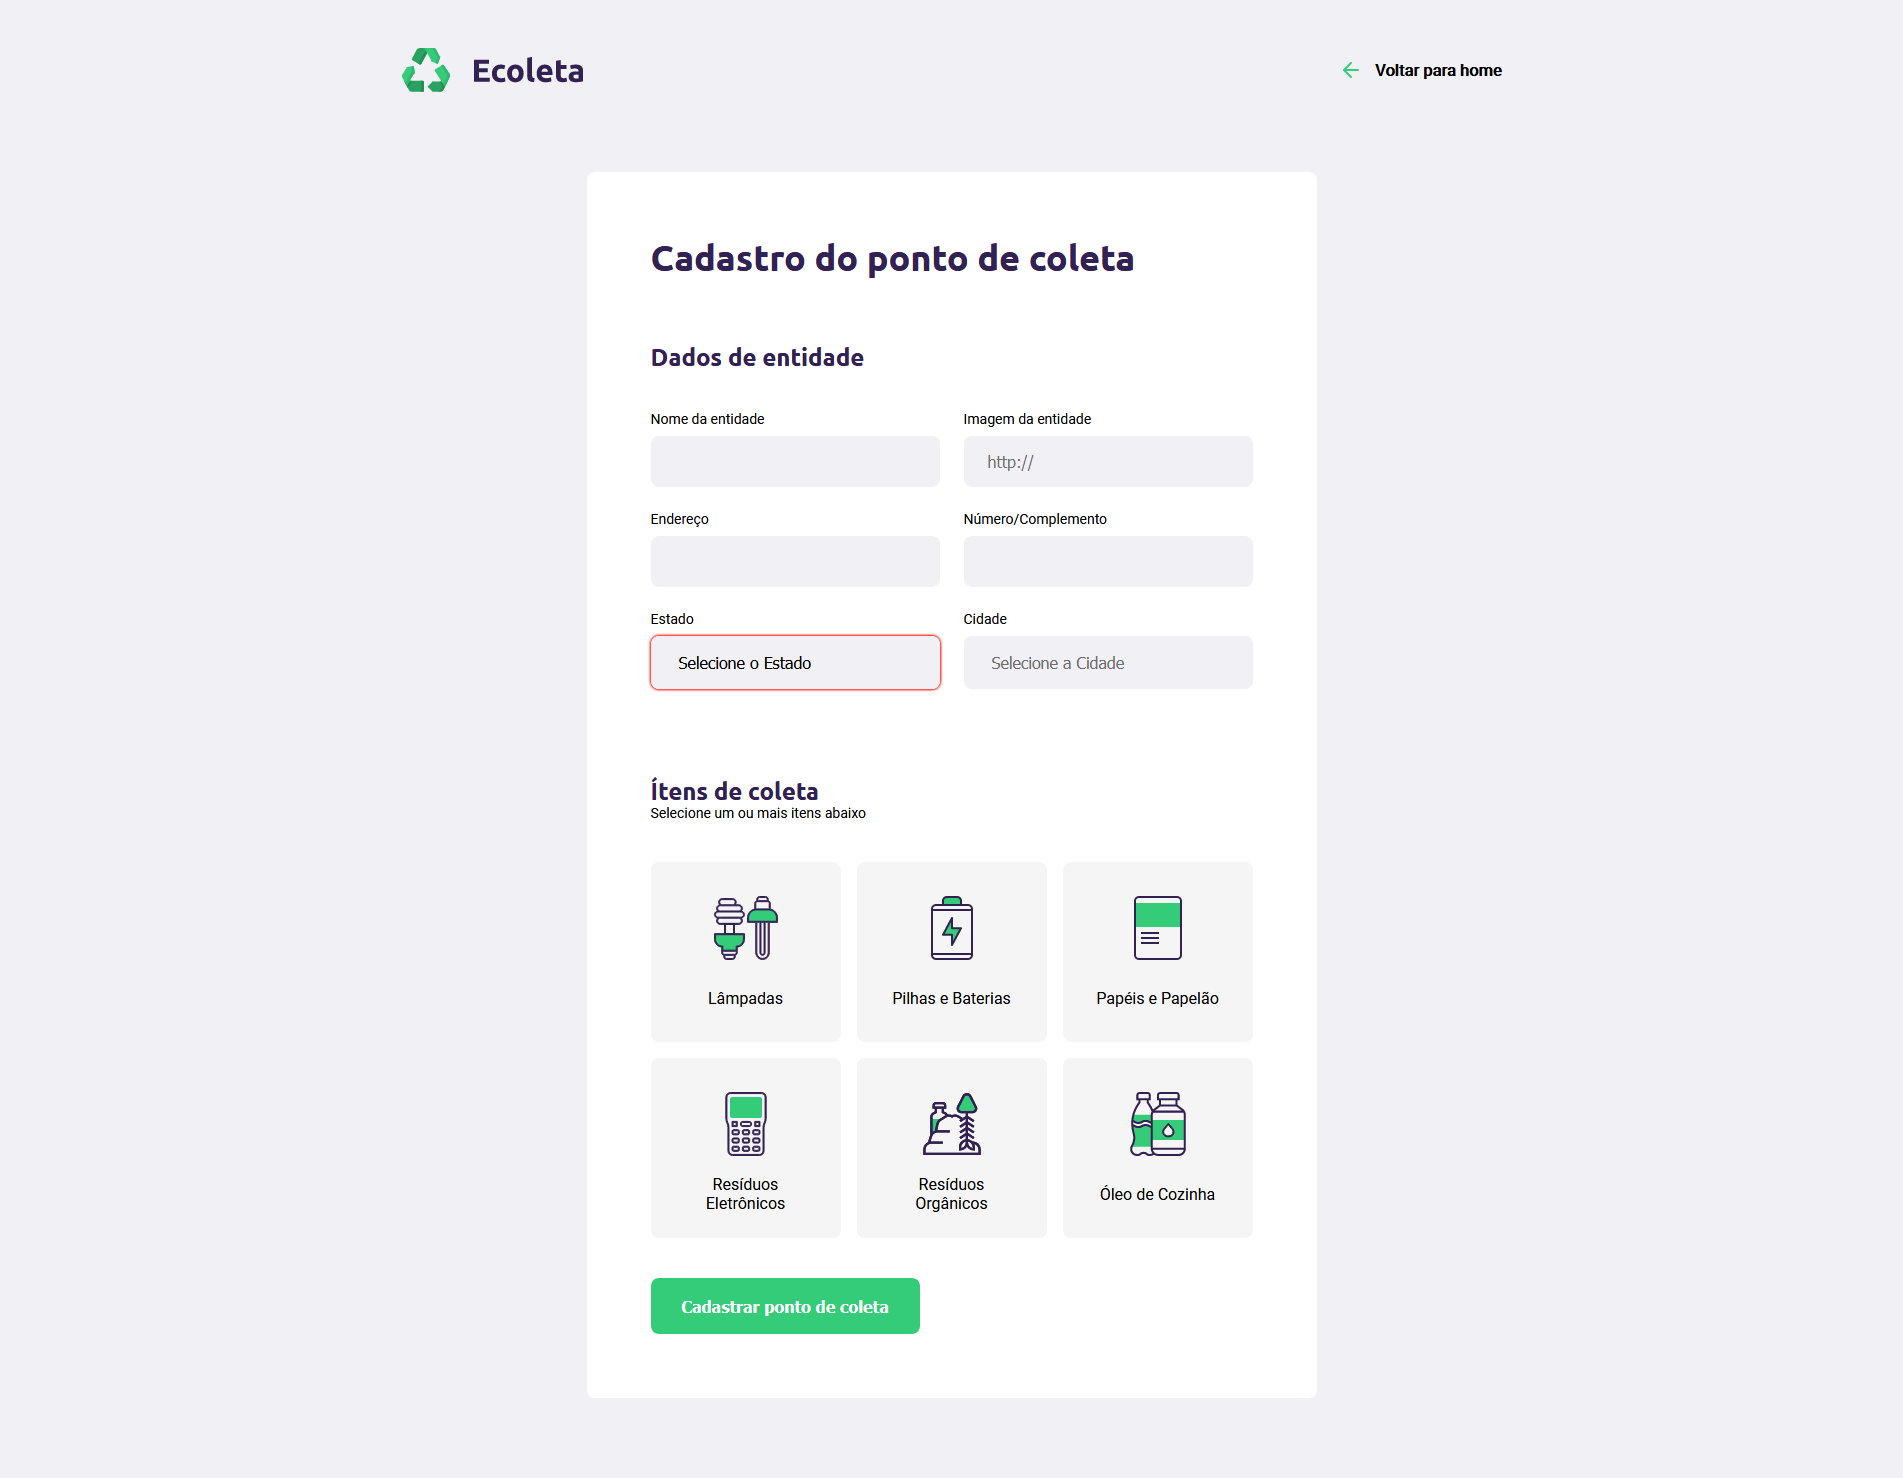 Ecoleta
Voltar para home
Cadastro do ponto de coleta
Dados de entidade
Nome da entidade
Imagem da entidade
http://
Endereço
Número/Complemento
Estado
Cidade
Selecione o Estado
Selecione a Cidade
Ítens de coleta
Selecione um ou mais itens abaixo
Lâmpadas
Pilhas e Baterias
Papéis e Papelão
Resíduos
Eletrônicos
Resíduos
Orgânicos
Óleo de Cozinha
Cadastrar ponto de coleta